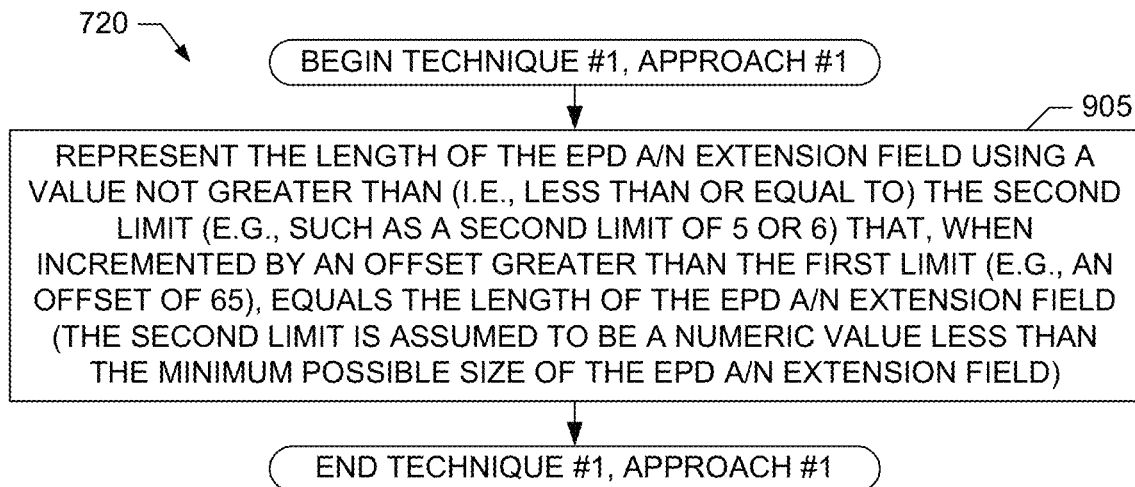 720
BEGIN TECHNIQUE #1, APPROACH #1
905
REPRESENT THE LENGTH OF THE EPD A/N EXTENSION FIELD USING A
VALUE NOT GREATER THAN (I.E., LESS THAN OR EQUAL TO) THE SECOND
LIMIT (E.G., SUCH AS A SECOND LIMIT OF 5 OR 6) THAT, WHEN
INCREMENTED BY AN OFFSET GREATER THAN THE FIRST LIMIT (E.G., AN
OFFSET OF 65), EQUALS THE LENGTH OF THE EPD A/N EXTENSION FIELD
(THE SECOND LIMIT IS ASSUMED TO BE A NUMERIC VALUE LESS THAN
THE MINIMUM POSSIBLE SIZE OF THE EPD A/N EXTENSION FIELD)
END TECHNIQUE #1, APPROACH #1